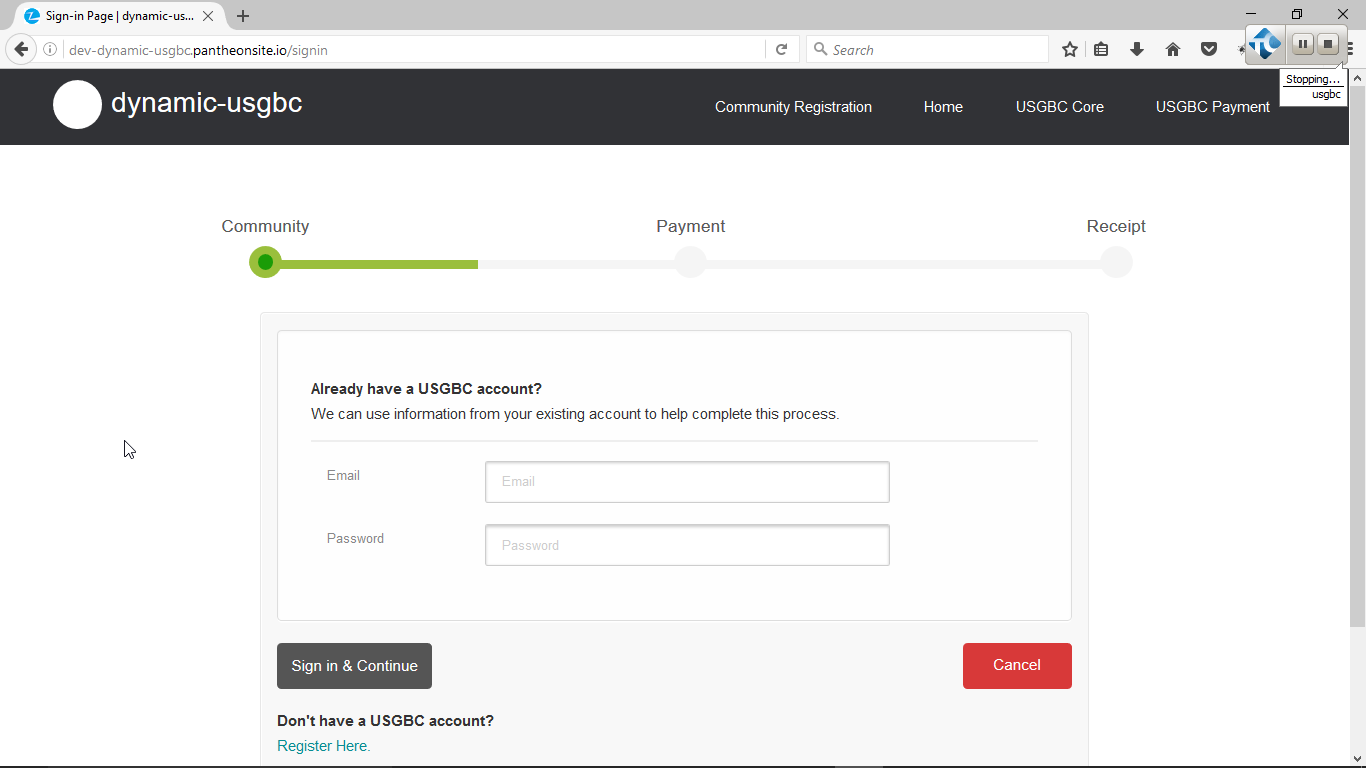 Sign-in Page | dynamic-us...
dev-dynamic-usgbc.pantheonsite.io/signin
Search
Stopping...
usgbc
dynamic-usgbc
Community Registration
Home
USGBC Core
USGBC Payment
Community
Payment
Receipt
Already have a USGBC account?
We can use information from your existing account to help complete this process.
Email
Email
Password
Password
Sign in & Continue
Cancel
Don't have a USGBC account?
Register Here.